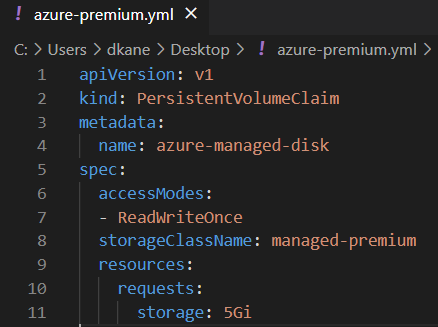 ! azure-premium.yml ×
C: > Users > dkane > Desktop > ! azure-premium.yml >
1 apiVersion: v1
2 kind: PersistentVolumeClaim
3 metadata:
4   name: azure-managed-disk
5 spec:
6   accessModes:
7   - ReadWriteOnce
8   storageClassName: managed-premium
9   resources:
10     requests:
11       storage: 5Gi